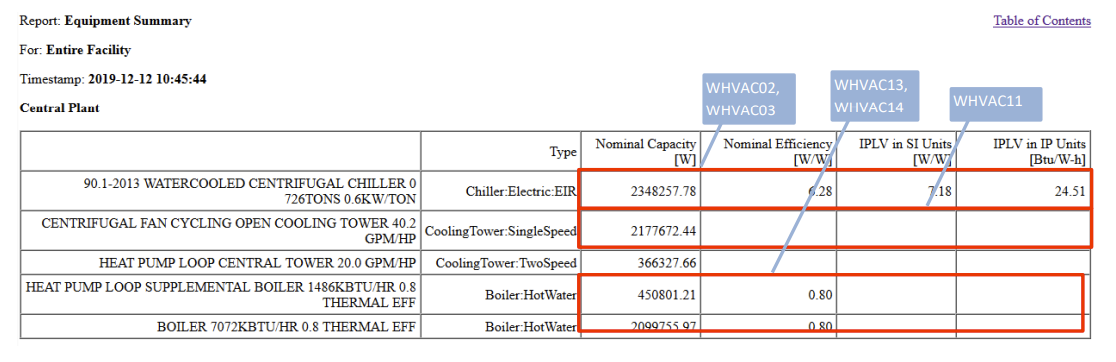 Report: Equipment Summary
Table of Contents
For: Entire Facility
Timestamp: 2019-12-12 10:45:44
Central Plant
WHVAC02,
WHVAC03
WHVAC13,
WHVAC14
WHVAC11
Type
Nominal Capacity
[W]
Nominal Efficiency
[W/W]
IPLV in SI Units
[W/W]
IPLV in IP Units
[Btu/W-h]
90.1-2013 WATERCOOLED CENTRIFUGAL CHILLER 0
726TONS 0.6KW/TON
Chiller:Electric:EIR
2348257.78
6.28
7.18
24.51
CENTRIFUGAL FAN CYCLING OPEN COOLING TOWER 40.2
GPM/HP
CoolingTower:SingleSpeed
2177672.44
HEAT PUMP LOOP CENTRAL TOWER 20.0 GPM/HP
CoolingTower:TwoSpeed
366327.66
HEAT PUMP LOOP SUPPLEMENTAL BOILER 1486KBTU/HR 0.8
THERMAL EFF
Boiler:HotWater
450801.21
0.80
BOILER 7072KBTU/HR 0.8 THERMAL EFF
Boiler:HotWater
2099755.97
0.80